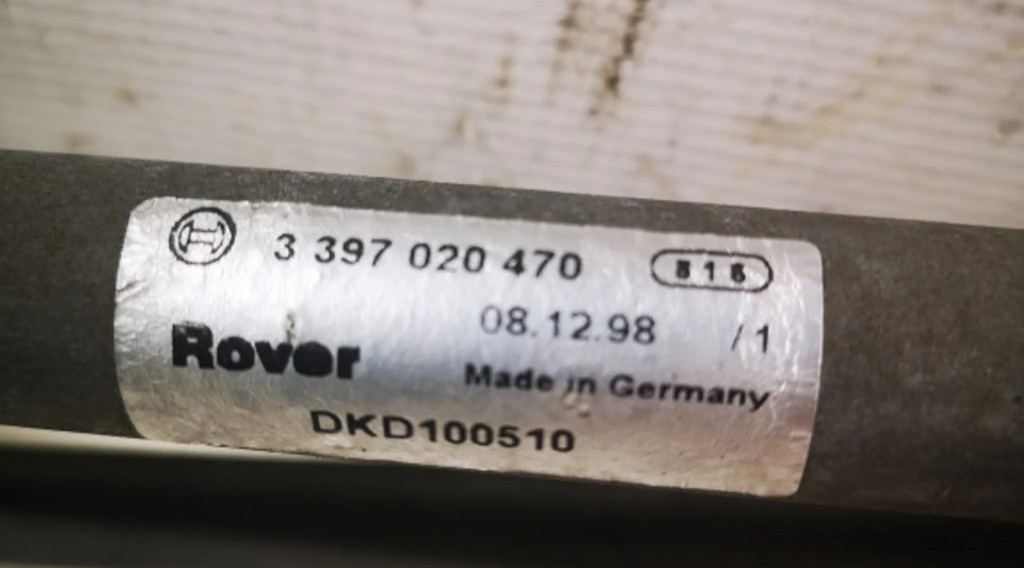 3 397 020 470 816
08.12.98 /1
Rover
Made in Germany
DKD100510